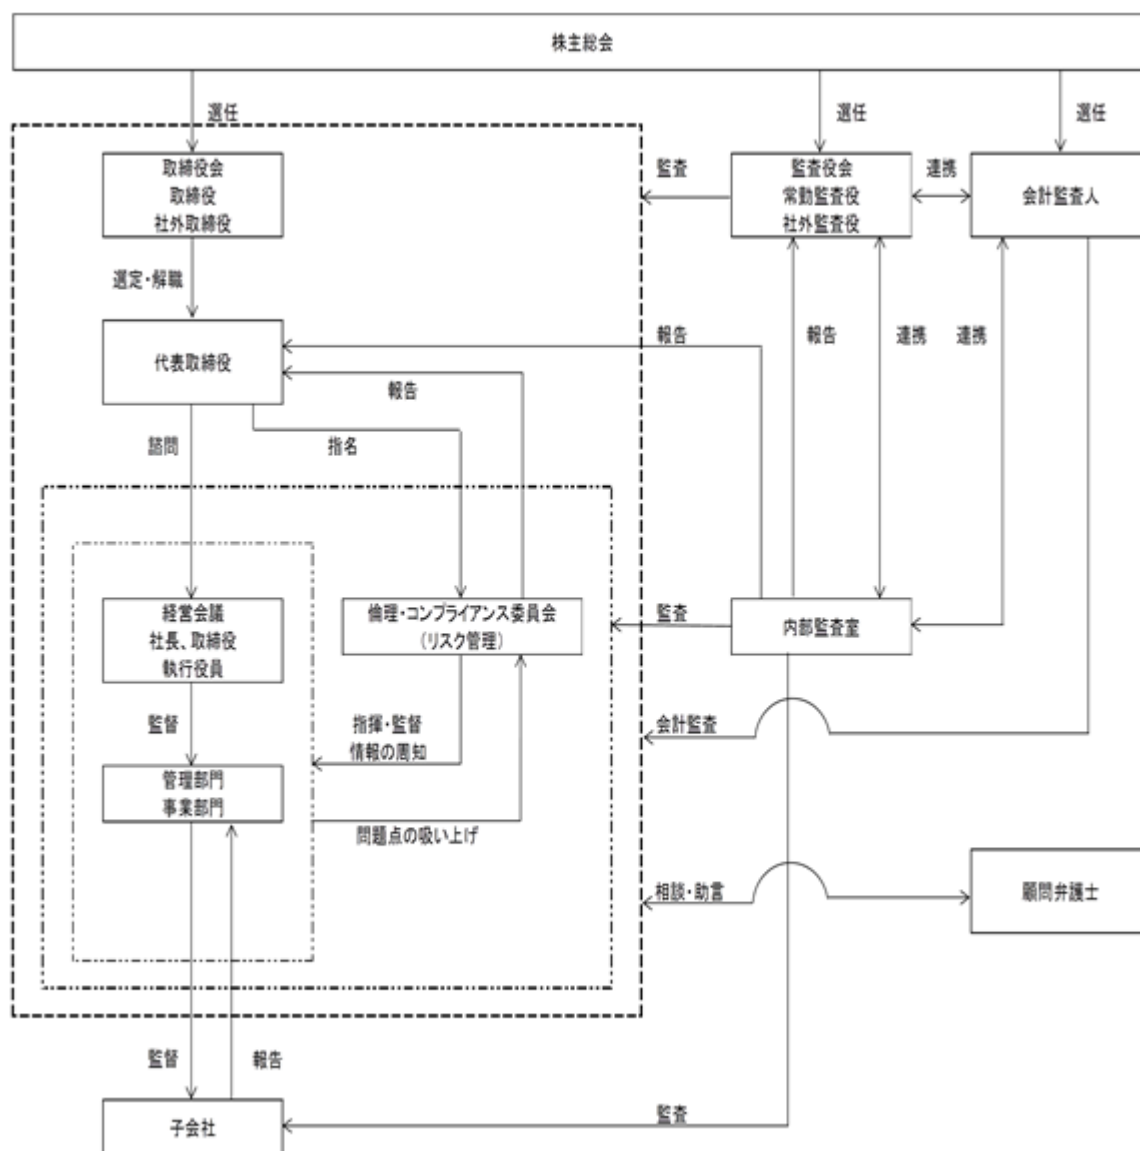 株主総会
選任
選任
選任
取締役会
取締役
社外取締役
監査
監査役会
常勤監査役
社外監査役
連携
会計監査人
選定・解職
代表取締役
報告
報告
連携
連携
報告
諮問
指名
経営会議
社長、取締役
執行役員
倫理・コンプライアンス委員会
(リスク管理)
監査
内部監査室
監督
指揮・監督
情報の周知
会計監査
管理部門
事業部門
問題点の吸い上げ
相談・助言
顧問弁護士
監督
報告
子会社
監査